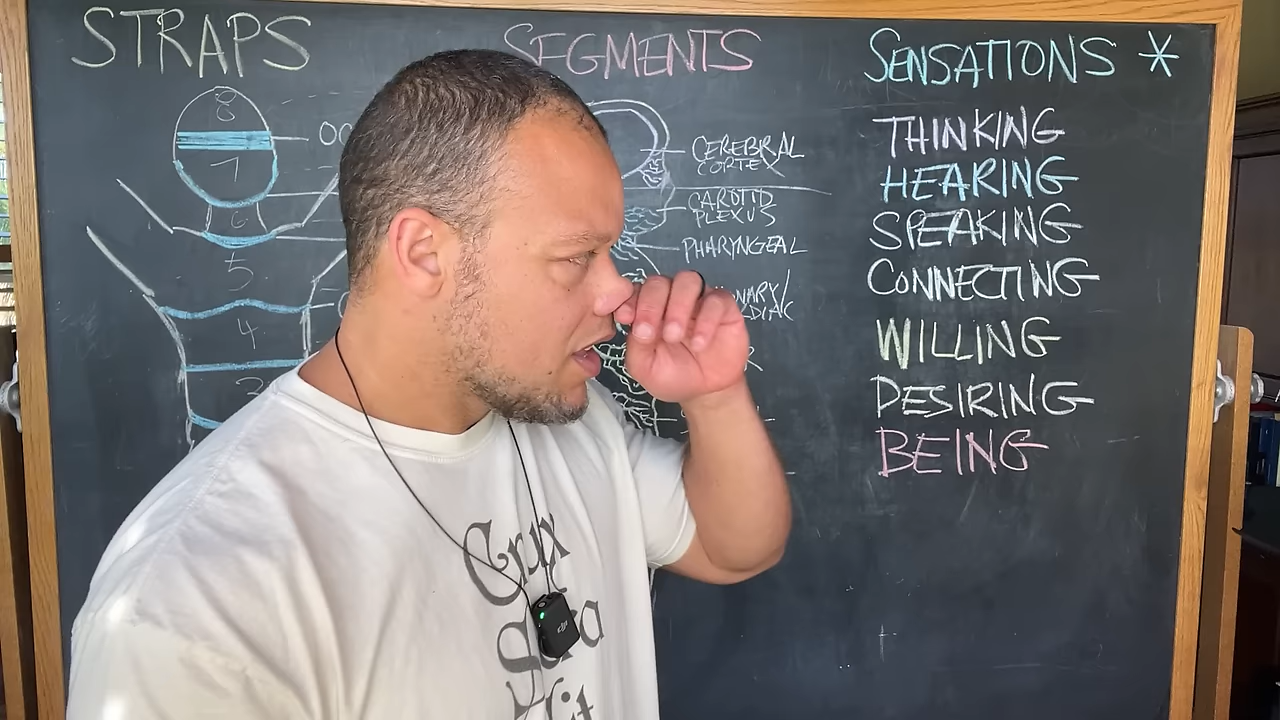 STRAPS
SEGMENTS
SENSATIONS *
8
7
6
5
4
CEREBRAL
CORTEX
CAROTID
PLEXUS
PHARYNGEAL
THINKING
HEARING
SPEAKING
CONNECTING
WILLING
DESIRING
BEING
Crux